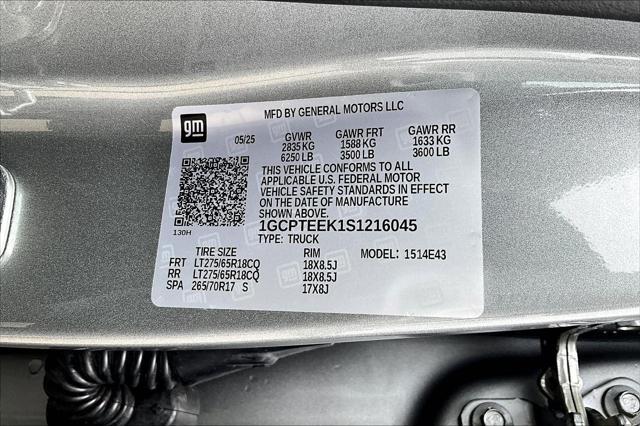 MFD BY GENERAL MOTORS LLC
gm
05/25 GVWR GAWR FRT GAWR RR
2835 KG 1588 KG 1633 KG
6250 LB 3500 LB 3600 LB
THIS VEHICLE CONFORMS TO ALL
APPLICABLE U.S. FEDERAL MOTOR
VEHICLE SAFETY STANDARDS IN EFFECT
ON THE DATE OF MANUFACTURE
SHOWN ABOVE.
130H
1GCPTEEK1S1216045
TYPE: TRUCK MODEL: 1514E43
TIRE SIZE RIM
FRT LT275/65R18CQ 18X8.5J
RR LT275/65R18CQ 18X8.5J
SPA 265/70R17 S 17X8J